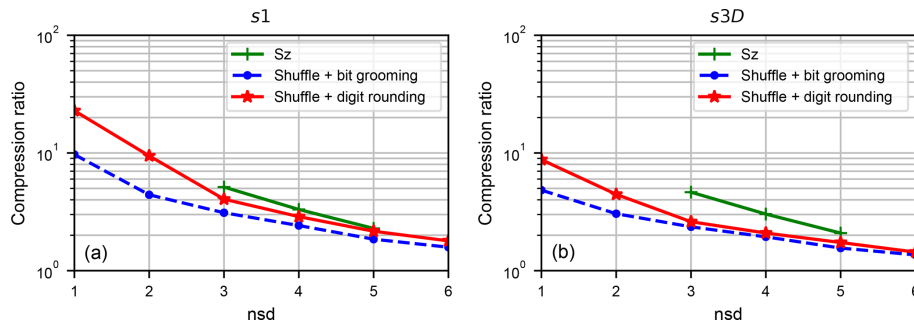 s1
10²
10¹
10⁰
Compression ratio
Sz
Shuffle + bit grooming
Shuffle + digit rounding
(a)
1 2 3 4 5 6
nsd
s3D
10²
10¹
10⁰
Compression ratio
Sz
Shuffle + bit grooming
Shuffle + digit rounding
(b)
1 2 3 4 5 6
nsd